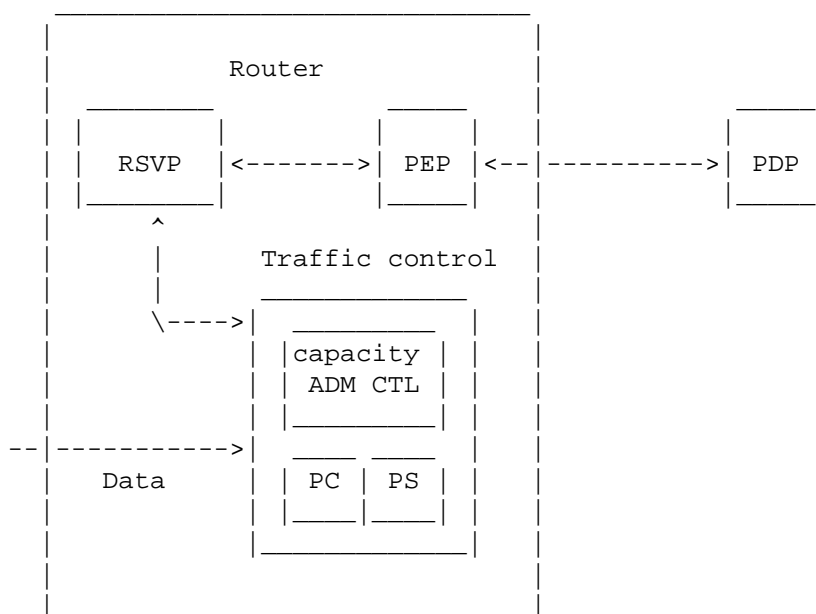 Router
RSVP PEP PDP
Traffic control
capacity
ADM CTL
Data PC PS